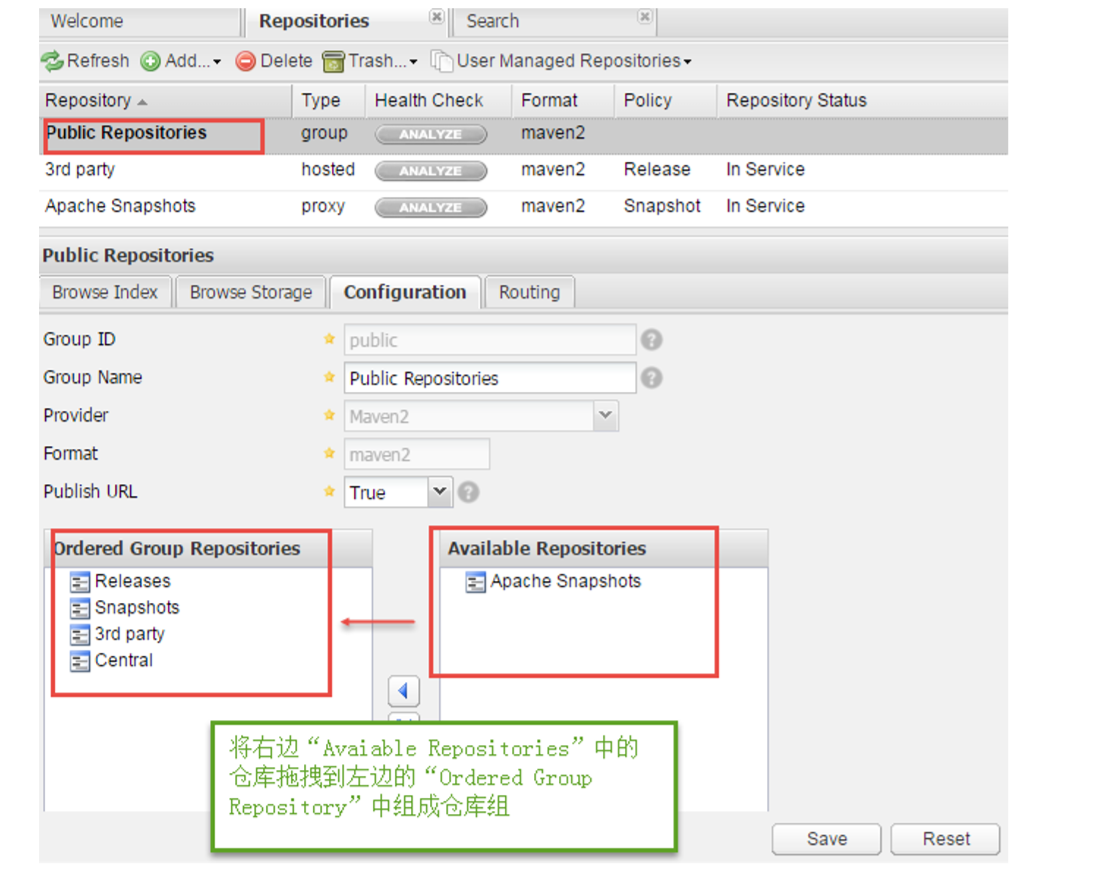 Welcome Repositories Search
Refresh Add... Delete Trash... User Managed Repositories
Repository Type Health Check Format Policy Repository Status
Public Repositories group ANALYZE maven2
3rd party hosted ANALYZE maven2 Release In Service
Apache Snapshots proxy ANALYZE maven2 Snapshot In Service
Public Repositories
Browse Index Browse Storage Configuration Routing
Group ID public
Group Name Public Repositories
Provider Maven2
Format maven2
Publish URL True
Ordered Group Repositories Available Repositories
Releases Apache Snapshots
Snapshots
3rd party
Central
将右边“Avaiable Repositories”中的
仓库拖拽到左边的“Ordered Group
Repository”中组成仓库组
Save Reset